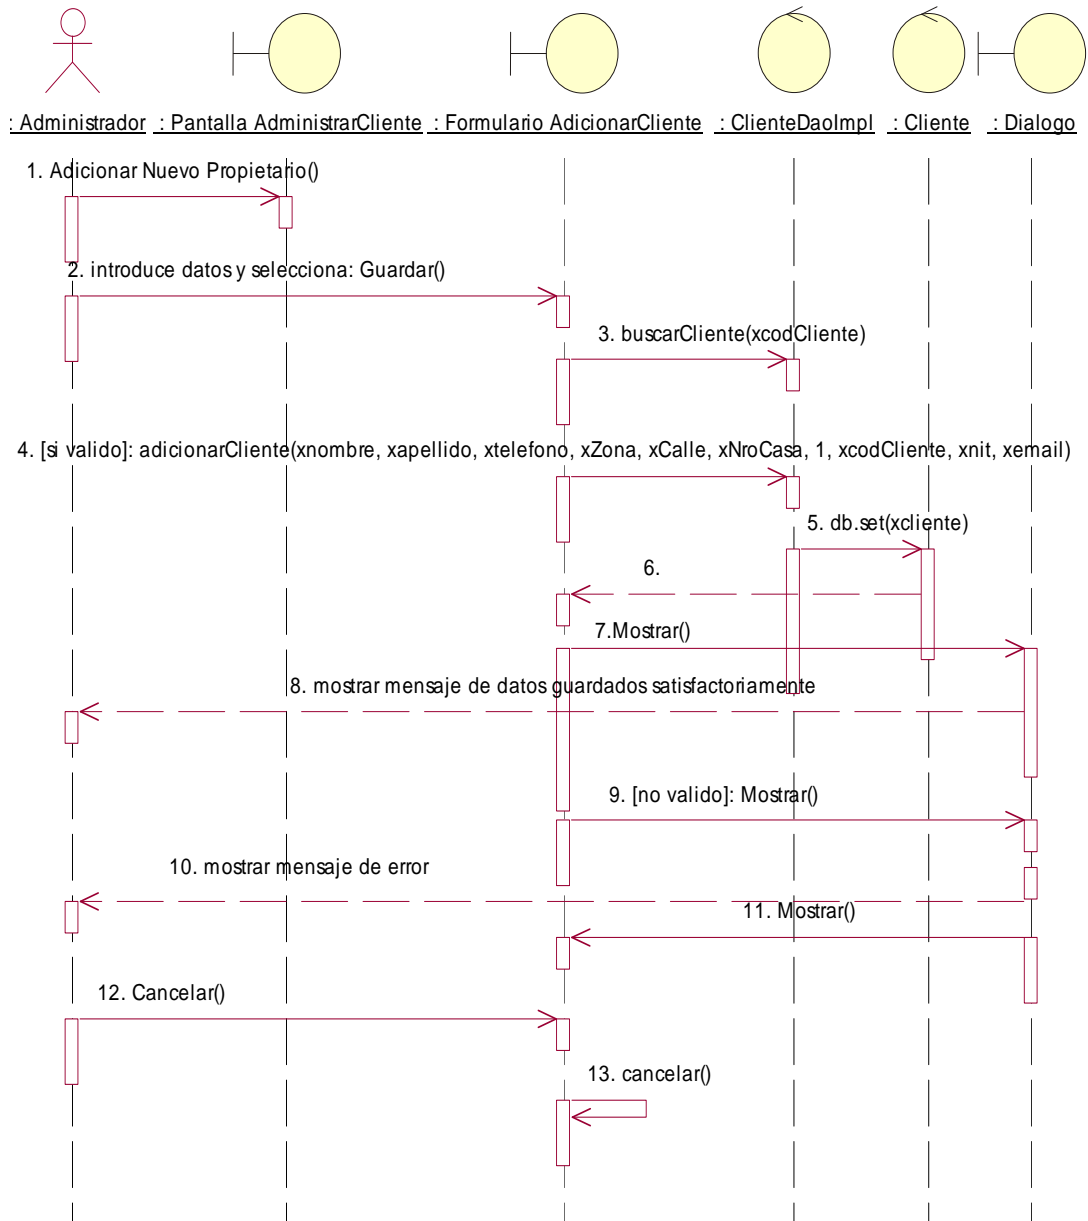 : Administrador : Pantalla AdministrarCliente : Formulario AdicionarCliente : ClienteDaoImpl : Cliente : Dialogo
1. Adicionar Nuevo Propietario()
2. introduce datos y selecciona: Guardar()
3. buscarCliente(xcodCliente)
4. [si valido]: adicionarCliente(xnombre, xapellido, xtelefono, xZona, xCalle, xNroCasa, 1, xcodCliente, xnit, xemail)
5. db.set(xcliente)
6.
7.Mostrar()
8. mostrar mensaje de datos guardados satisfactoriamente
9. [no valido]: Mostrar()
10. mostrar mensaje de error
11. Mostrar()
12. Cancelar()
13. cancelar()